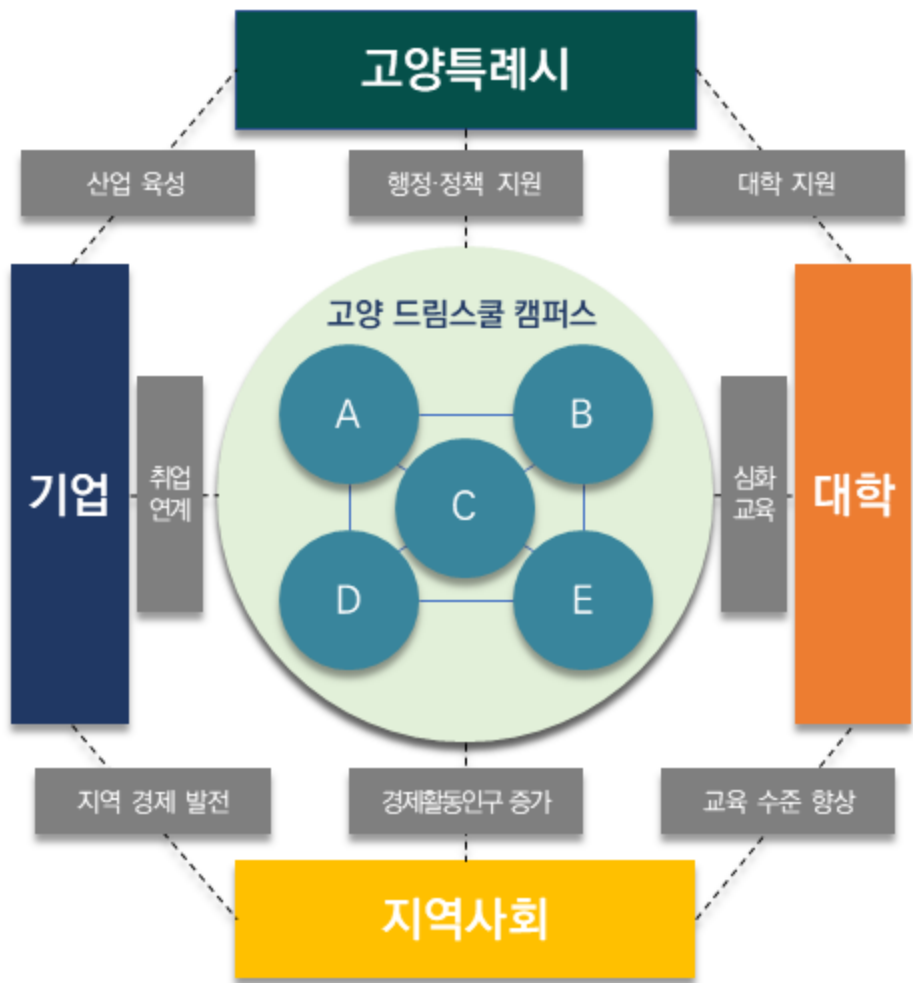 고양특례시
산업 육성
행정·정책 지원
대학 지원
고양 드림스쿨 캠퍼스
A
B
C
D
E
기업
취업
연계
심화
교육
대학
지역 경제 발전
경제활동인구 증가
교육 수준 향상
지역사회